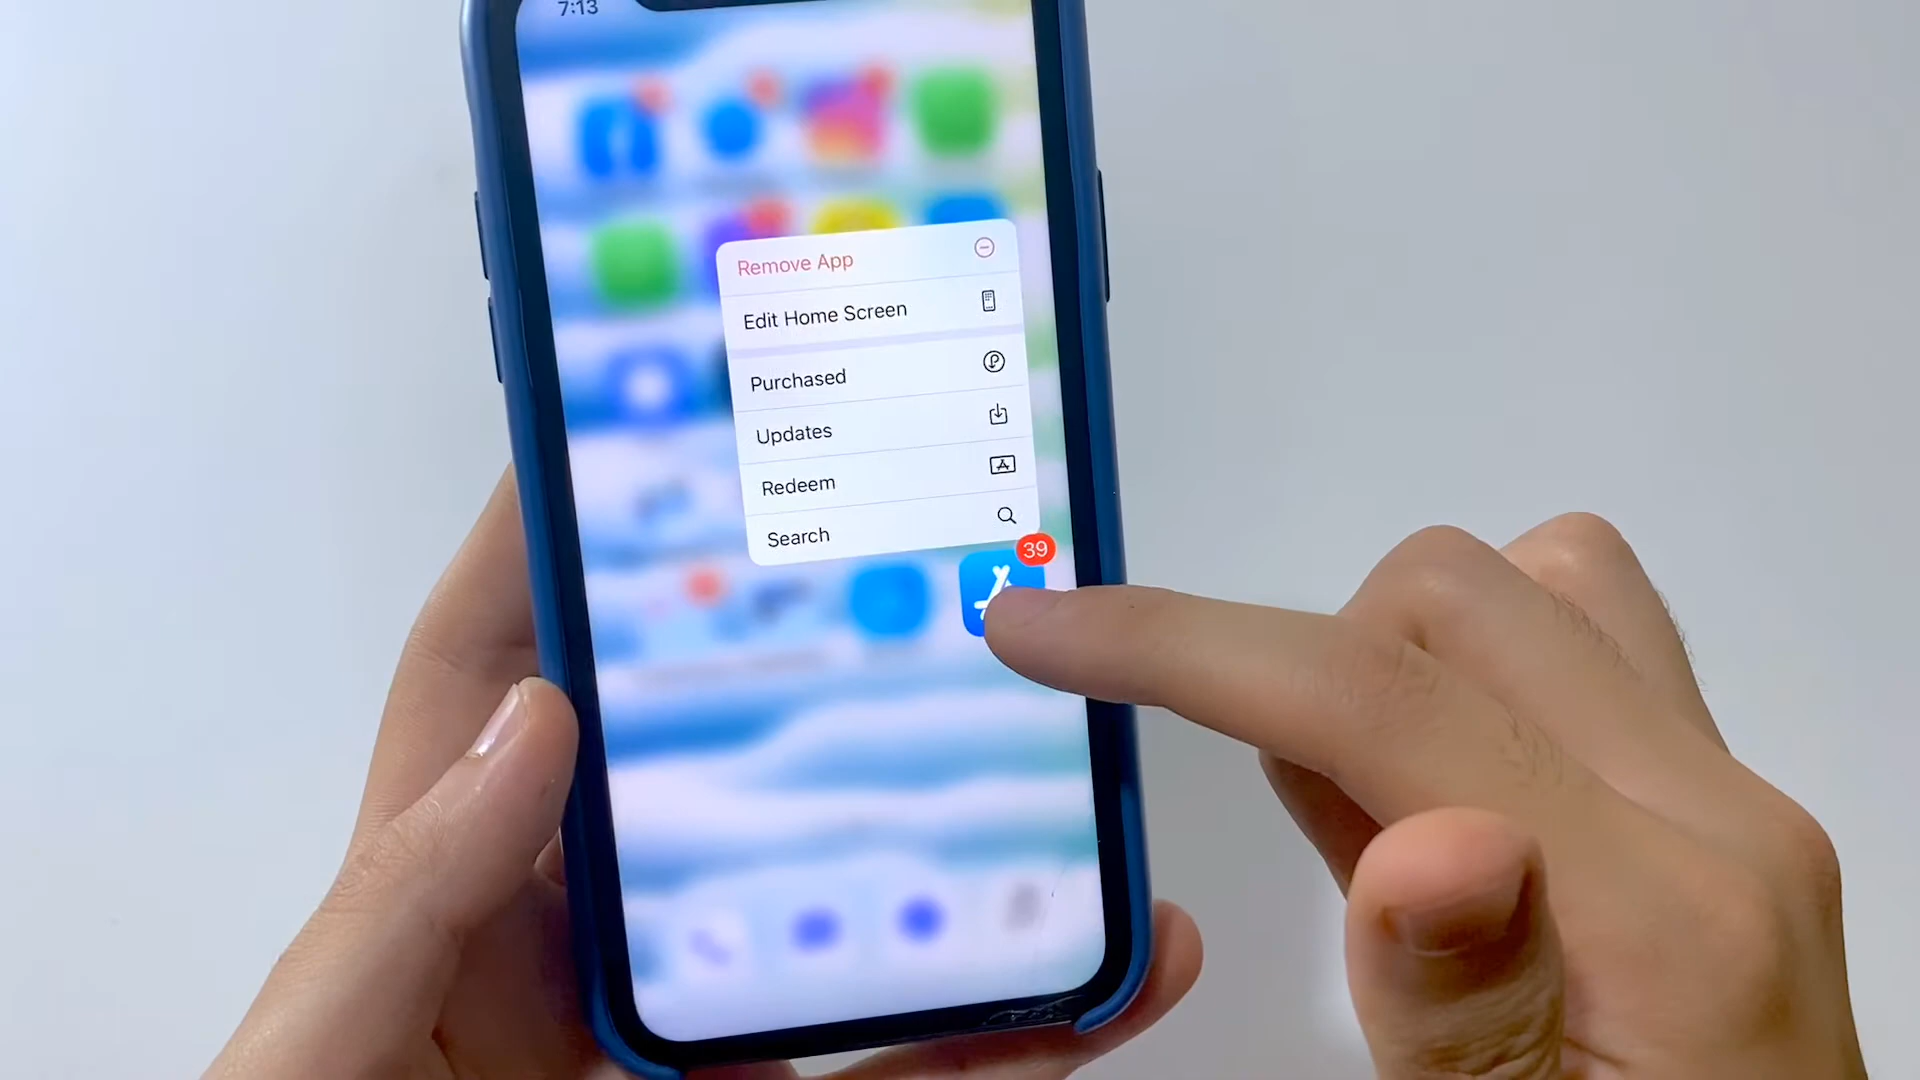 7:13
Remove App
Edit Home Screen
Purchased
Updates
Redeem
Search
39